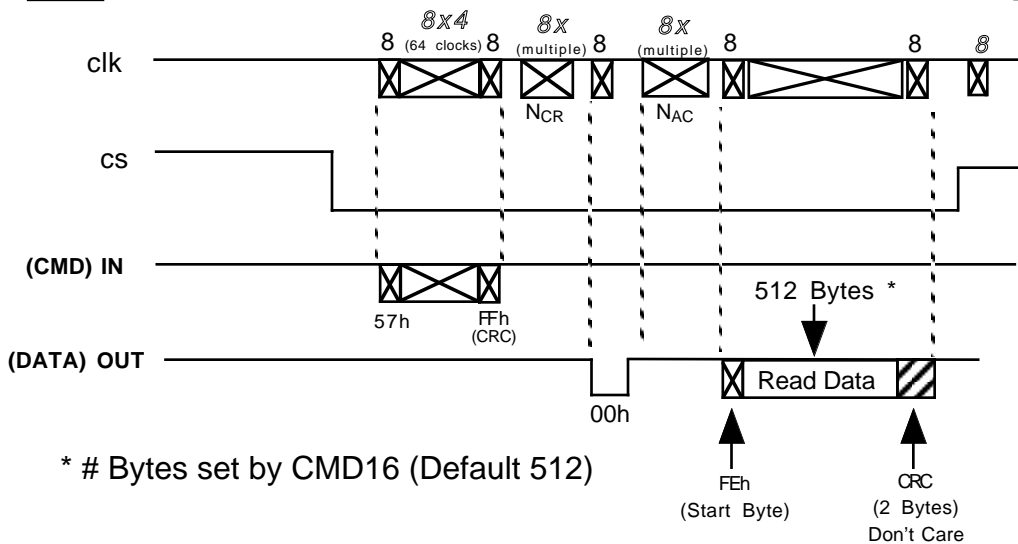 8x4 8x 8x
8 (64 clocks) 8 (multiple) 8 (multiple) 8 8 8
clk
NCR NAC
cs
(CMD) IN
512 Bytes *
57h FFh
(CRC)
(DATA) OUT
Read Data
00h
* # Bytes set by CMD16 (Default 512)
FEh CRC
(Start Byte) (2 Bytes)
Don't Care